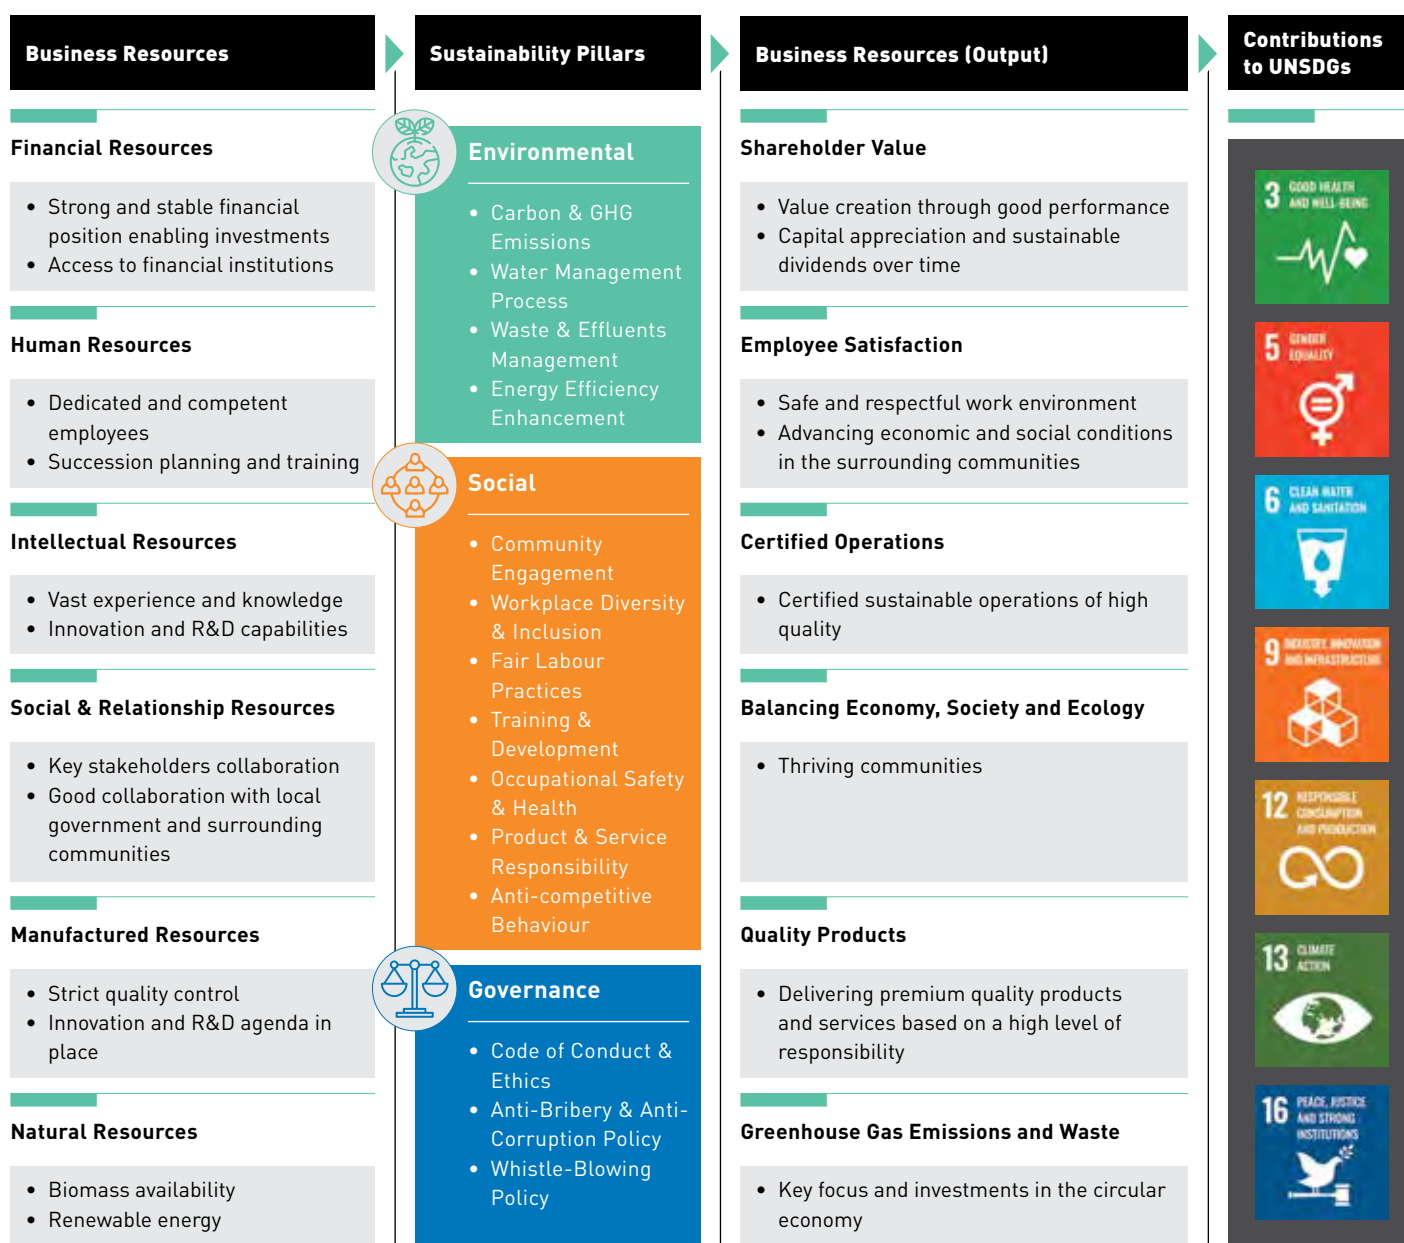 Business Resources
Financial Resources
• Strong and stable financial
position enabling investments
• Access to financial institutions
Human Resources
• Dedicated and competent
employees
• Succession planning and training
Intellectual Resources
• Vast experience and knowledge
• Innovation and R&D capabilities
Social & Relationship Resources
• Key stakeholders collaboration
• Good collaboration with local
government and surrounding
communities
Manufactured Resources
• Strict quality control
• Innovation and R&D agenda in
place
Natural Resources
• Biomass availability
• Renewable energy
Sustainability Pillars
Environmental
• Carbon & GHG
Emissions
• Water Management
Process
• Waste & Effluents
Management
• Energy Efficiency
Enhancement
Social
• Community
Engagement
• Workplace Diversity
& Inclusion
• Fair Labour
Practices
• Training &
Development
• Occupational Safety
& Health
• Product & Service
Responsibility
• Anti-competitive
Behaviour
Governance
• Code of Conduct &
Ethics
• Anti-Bribery & Anti-
Corruption Policy
• Whistle-Blowing
Policy
Business Resources (Output)
Shareholder Value
• Value creation through good performance
• Capital appreciation and sustainable
dividends over time
Employee Satisfaction
• Safe and respectful work environment
• Advancing economic and social conditions
in the surrounding communities
Certified Operations
• Certified sustainable operations of high
quality
Balancing Economy, Society and Ecology
• Thriving communities
Quality Products
• Delivering premium quality products
and services based on a high level of
responsibility
Greenhouse Gas Emissions and Waste
• Key focus and investments in the circular
economy
Contributions
to UNSDGs
3 GOOD HEALTH
AND WELL-BEING
5 GENDER
EQUALITY
6 CLEAN WATER
AND SANITATION
9 INDUSTRY, INNOVATION
AND INFRASTRUCTURE
12 RESPONSIBLE
CONSUMPTION
AND PRODUCTION
13 CLIMATE
ACTION
16 PEACE, JUSTICE
AND STRONG
INSTITUTIONS